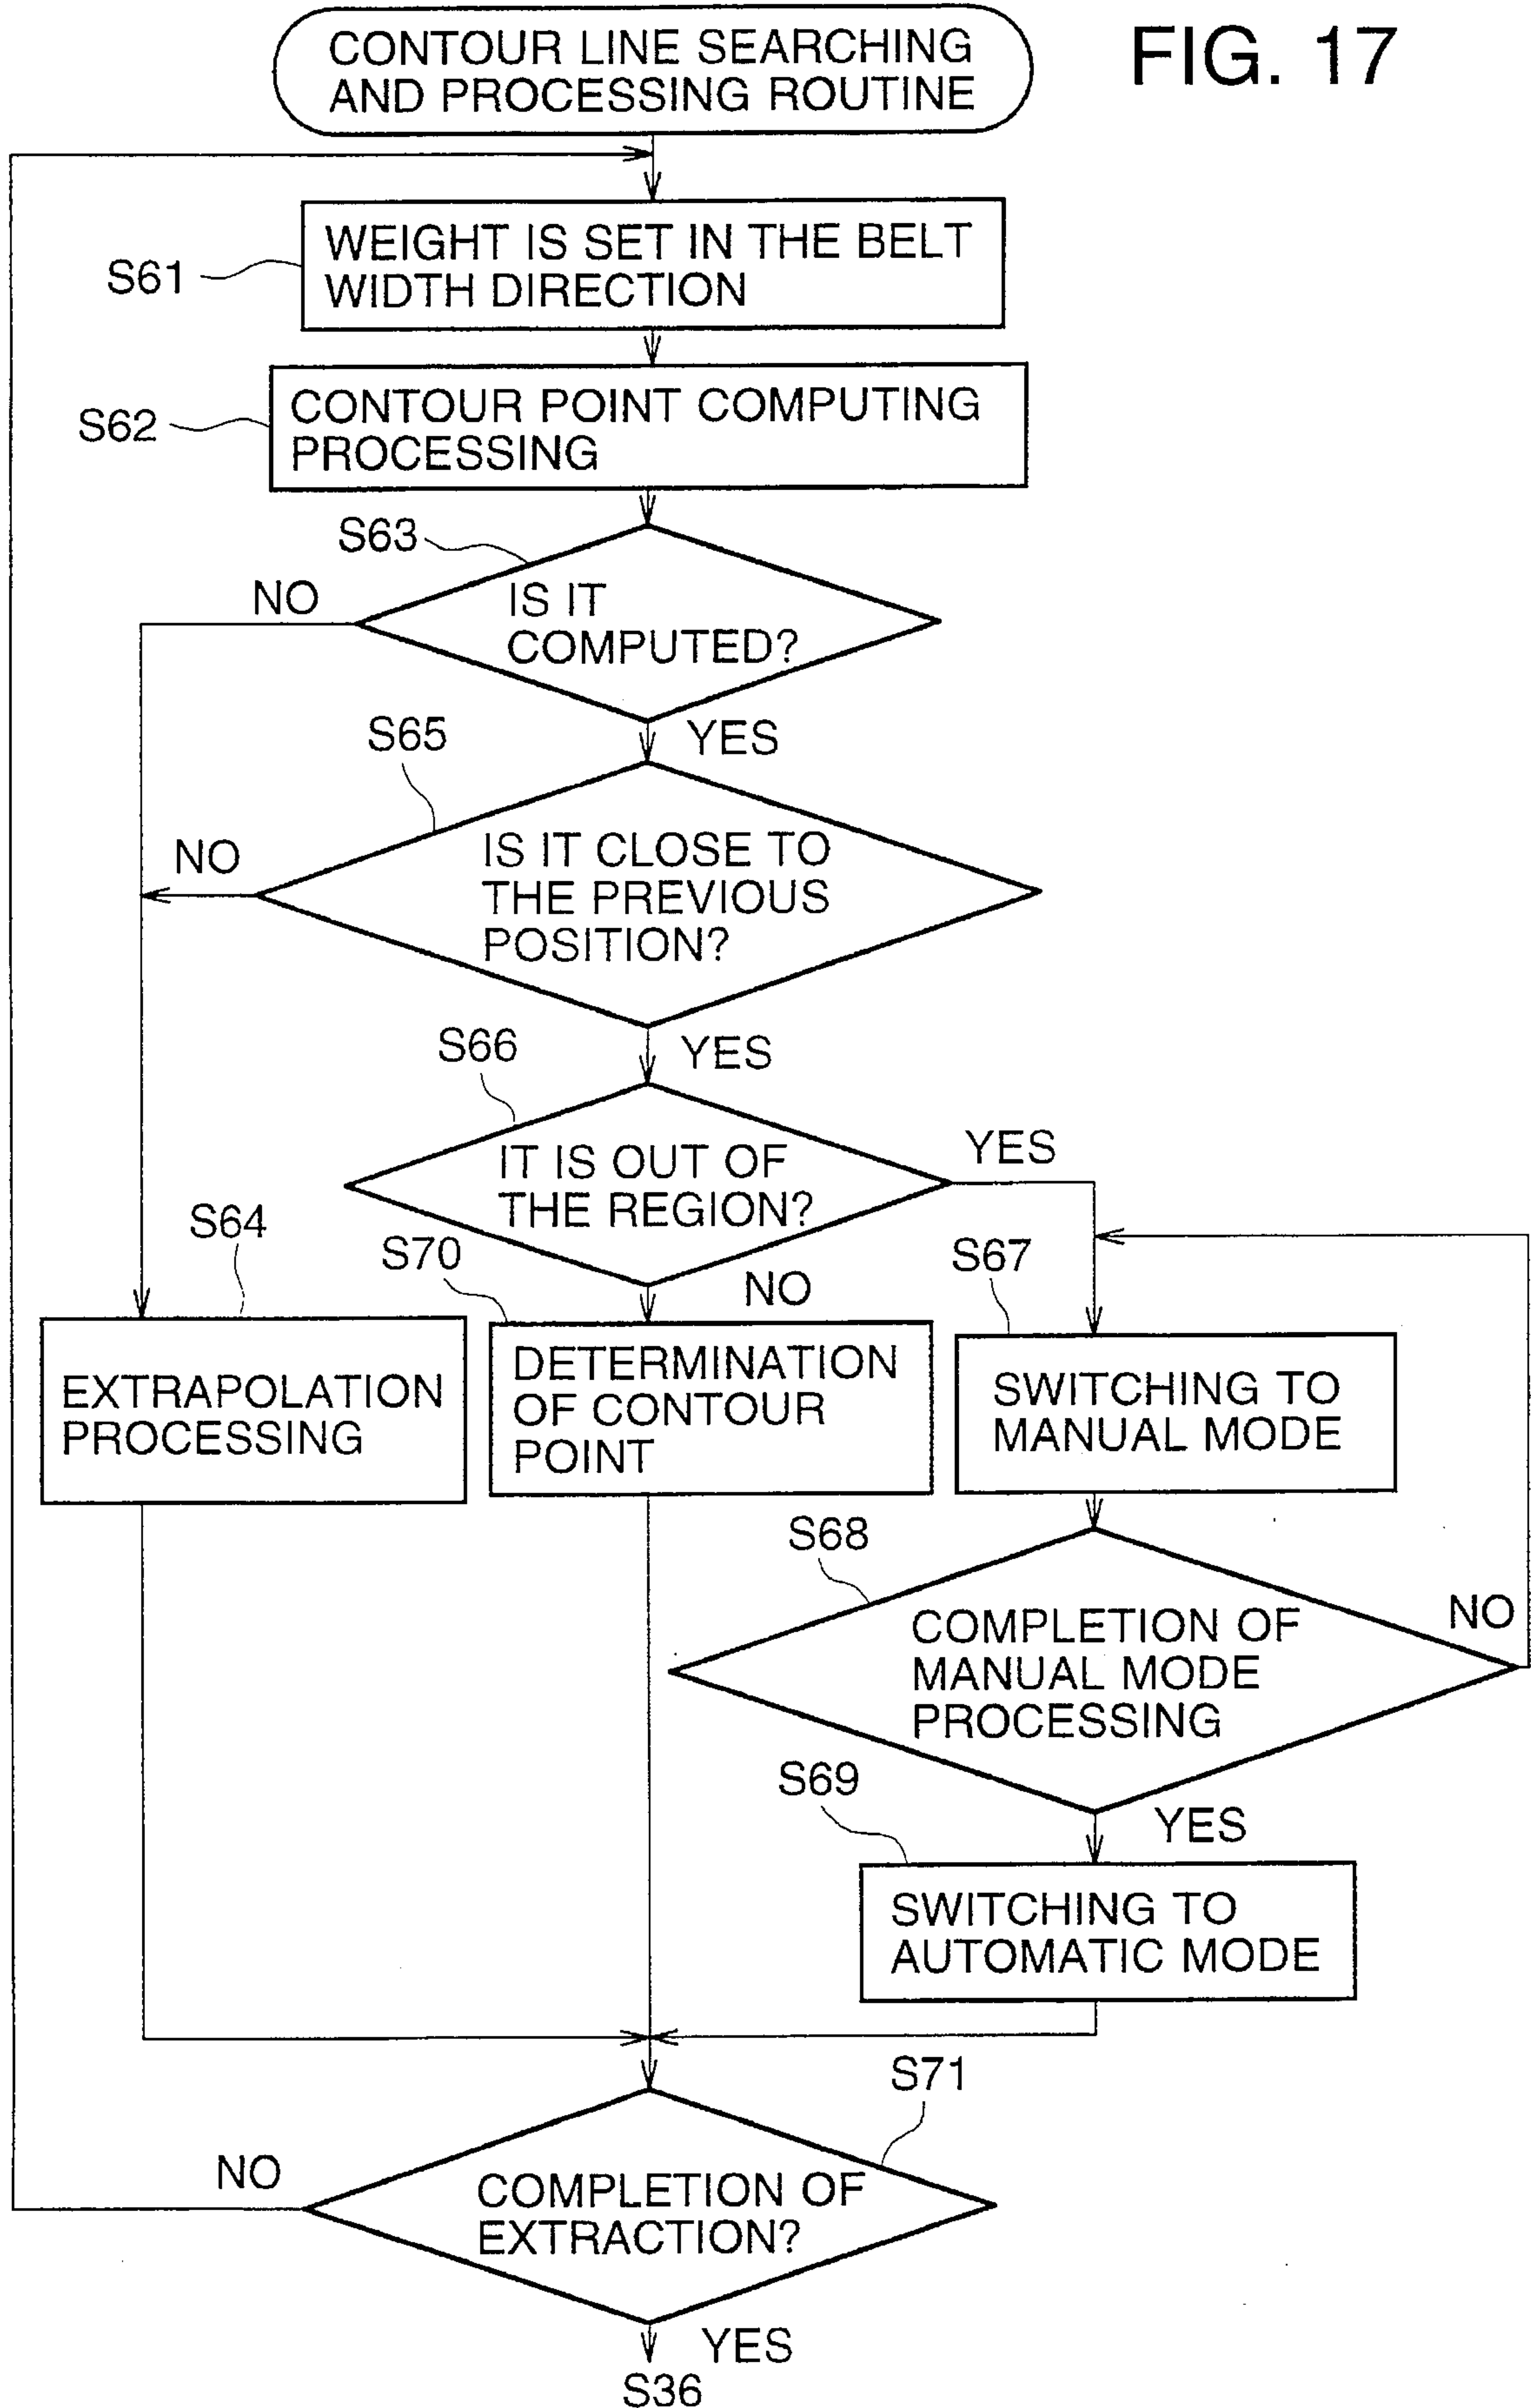 FIG. 17
CONTOUR LINE SEARCHING
AND PROCESSING ROUTINE
S61
WEIGHT IS SET IN THE BELT
WIDTH DIRECTION
S62
CONTOUR POINT COMPUTING
PROCESSING
S63
NO
IS IT
COMPUTED?
YES
S65
NO
IS IT CLOSE TO
THE PREVIOUS
POSITION?
YES
S66
IT IS OUT OF
THE REGION?
YES
NO
S64
EXTRAPOLATION
PROCESSING
S70
DETERMINATION
OF CONTOUR
POINT
S67
SWITCHING TO
MANUAL MODE
S68
COMPLETION OF
MANUAL MODE
PROCESSING
NO
YES
S69
SWITCHING TO
AUTOMATIC MODE
S71
NO
COMPLETION OF
EXTRACTION?
YES
S36